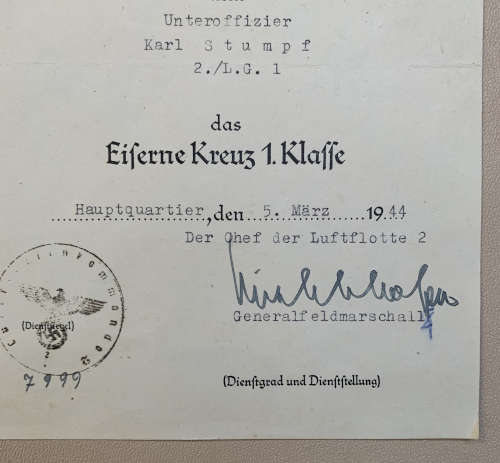 Unteroffizier
Karl Stumpf
2./L.G. 1
das
Eiserne Kreuz 1. Klasse
Hauptquartier, den 5. März 1944
Der Chef der Luftflotte 2
Generalfeldmarschall
(Dienstgrad und Dienststellung)
2
7999